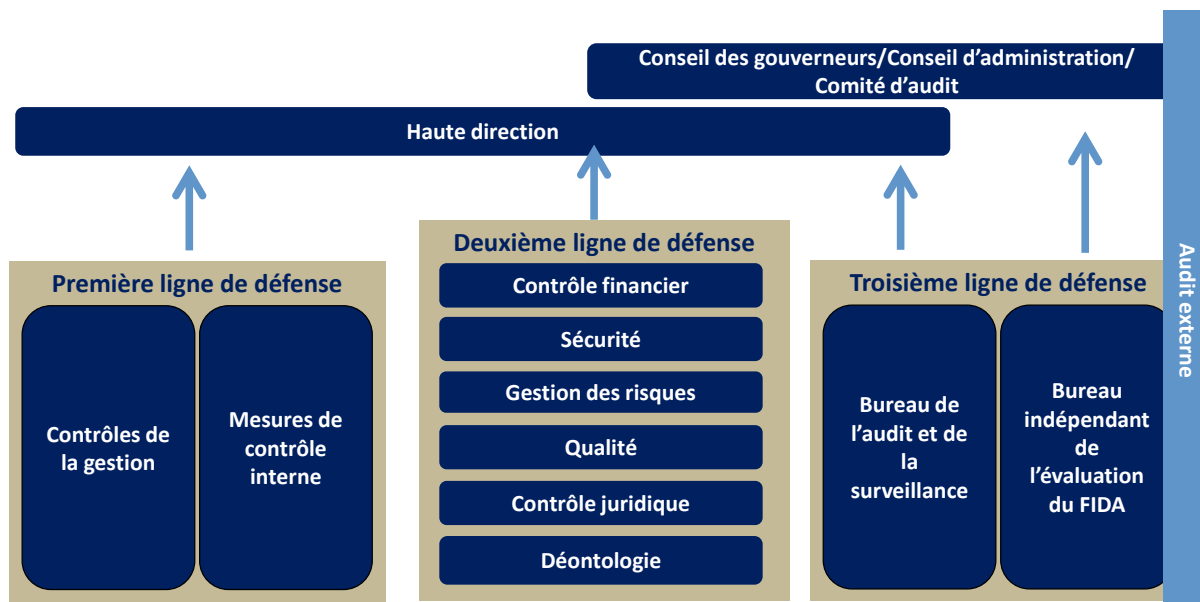 Conseil des gouverneurs/Conseil d’administration/
Comité d’audit
Haute direction
Première ligne de défense
Contrôles de
la gestion
Mesures de
contrôle
interne
Deuxième ligne de défense
Contrôle financier
Sécurité
Gestion des risques
Qualité
Contrôle juridique
Déontologie
Troisième ligne de défense
Bureau de
l’audit et de
la
surveillance
Bureau
indépendant
de
l’évaluation
du FIDA
Audit externe